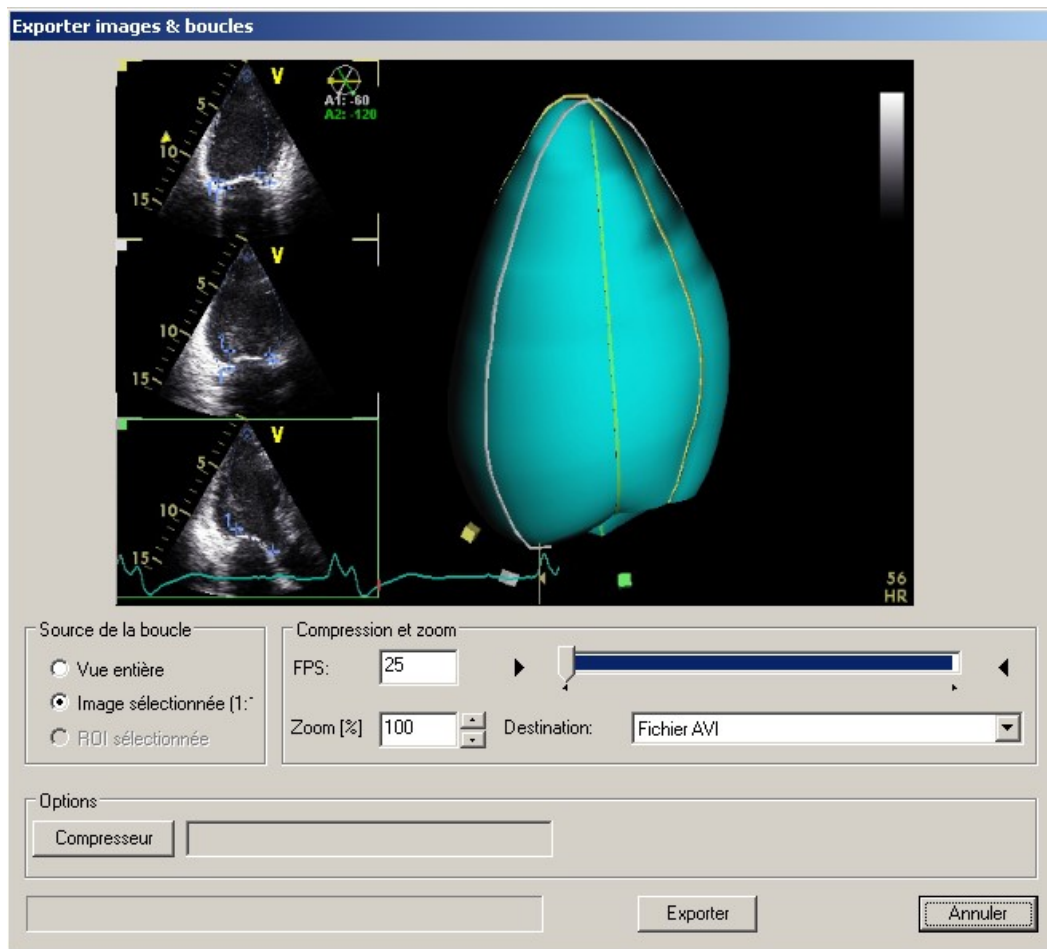 Exporter images & boucles
V
5
10
15
A1: -60
A2: -120
V
5
10
15
V
5
10
15
1
56
HR
Source de la boucle
Vue entière
Image sélectionnée (1:1
ROI sélectionnée
Compression et zoom
FPS:
25
Zoom [%]
100
Destination:
Fichier AVI
Options
Compresseur
Exporter
Annuler